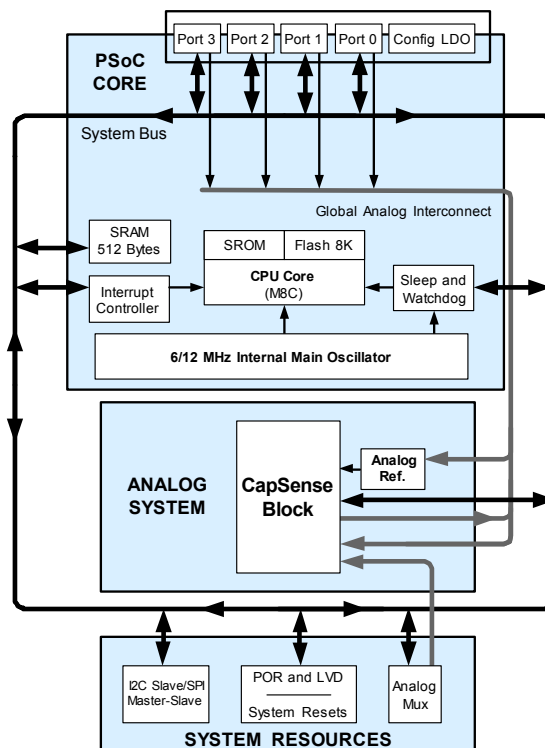 Port 3 Port 2 Port 1 Port 0 Config LDO
PSoC
CORE
System Bus
Global Analog Interconnect
SRAM
512 Bytes
SROM Flash 8K
CPU Core
(M8C)
Interrupt
Controller
Sleep and
Watchdog
6/12 MHz Internal Main Oscillator
ANALOG
SYSTEM
CapSense
Block
Analog
Ref.
I2C Slave/SPI
Master-Slave
POR and LVD
System Resets
Analog
Mux
SYSTEM RESOURCES